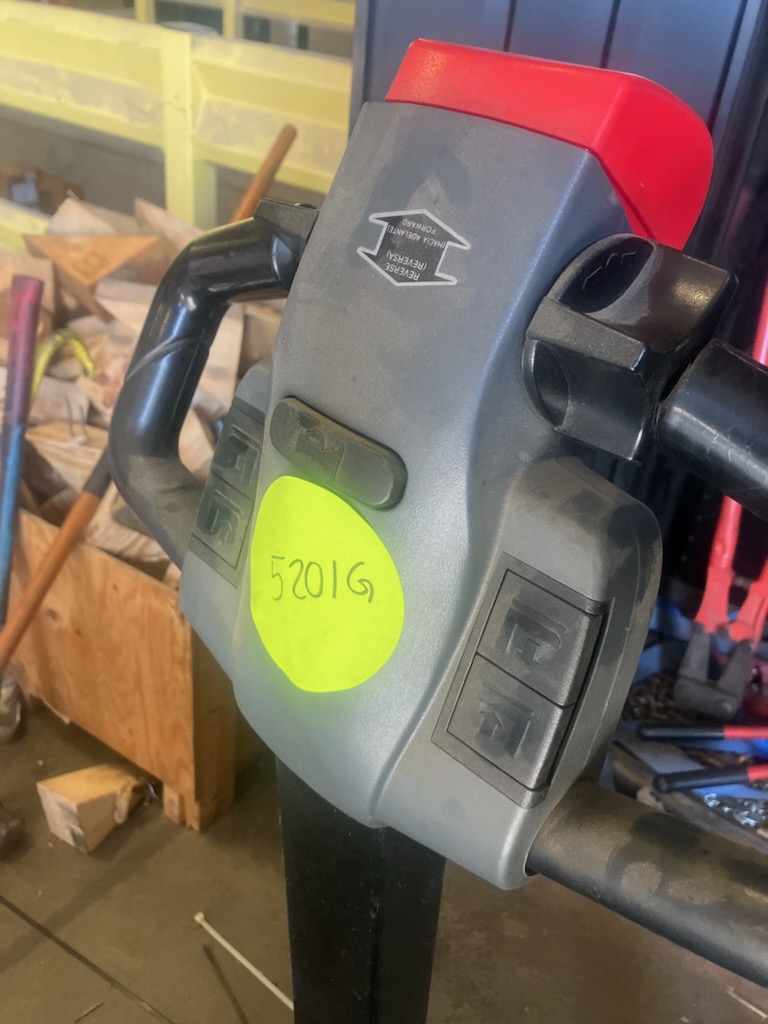 FORWARD
(HACIA ADELANTE)
REVERSE
(REVERSA)
5201G